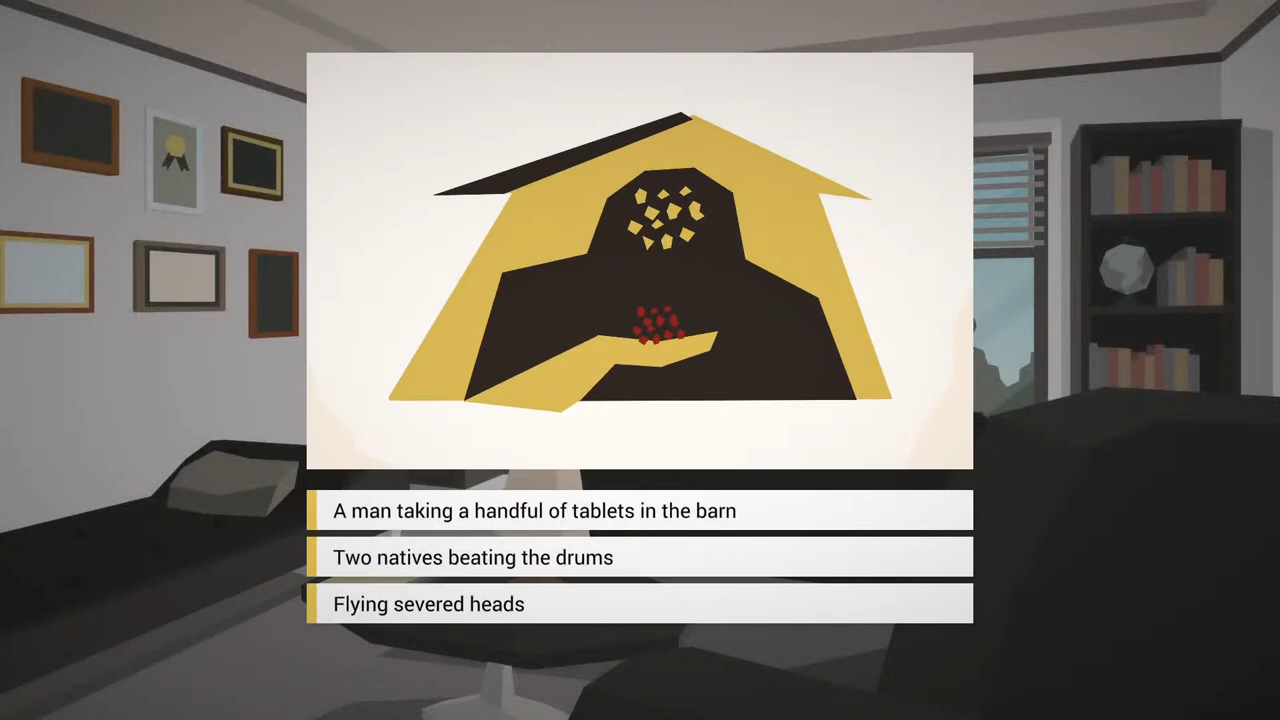 A man taking a handful of tablets in the barn
Two natives beating the drums
Flying severed heads